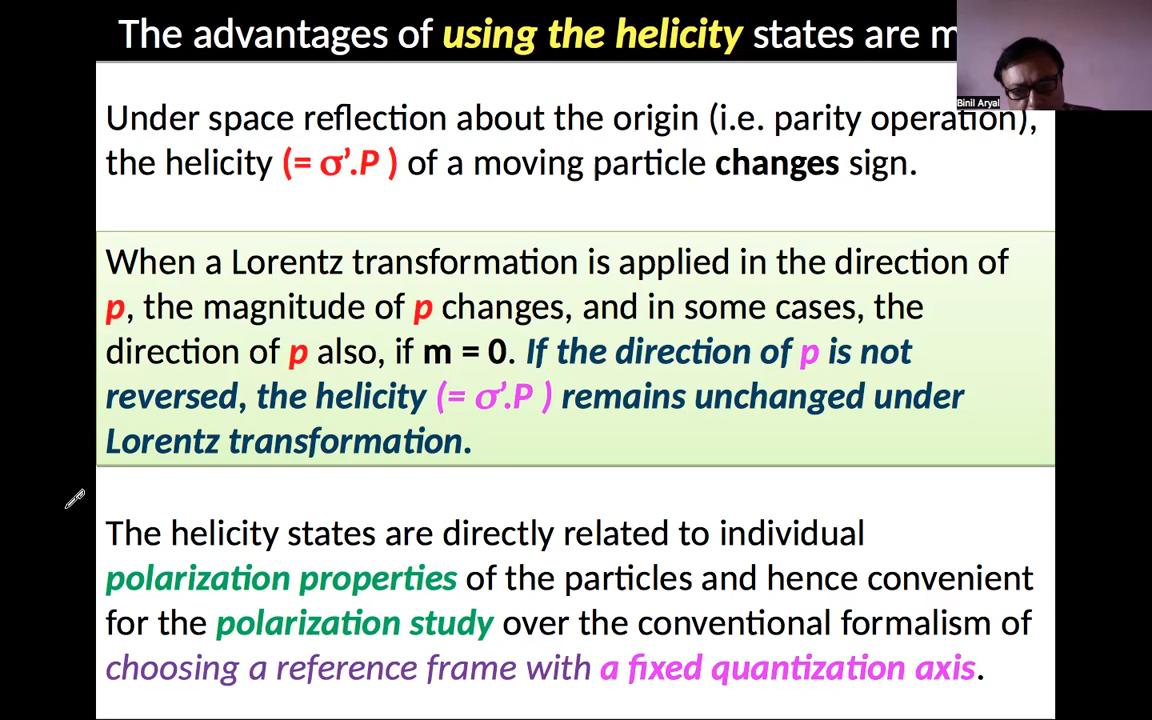 The advantages of using the helicity states are
Binil Aryal
Under space reflection about the origin (i.e. parity operation),
the helicity (= σ’.P ) of a moving particle changes sign.
When a Lorentz transformation is applied in the direction of
p, the magnitude of p changes, and in some cases, the
direction of p also, if m = 0. If the direction of p is not
reversed, the helicity (= σ’.P ) remains unchanged under
Lorentz transformation.
The helicity states are directly related to individual
polarization properties of the particles and hence convenient
for the polarization study over the conventional formalism of
choosing a reference frame with a fixed quantization axis.